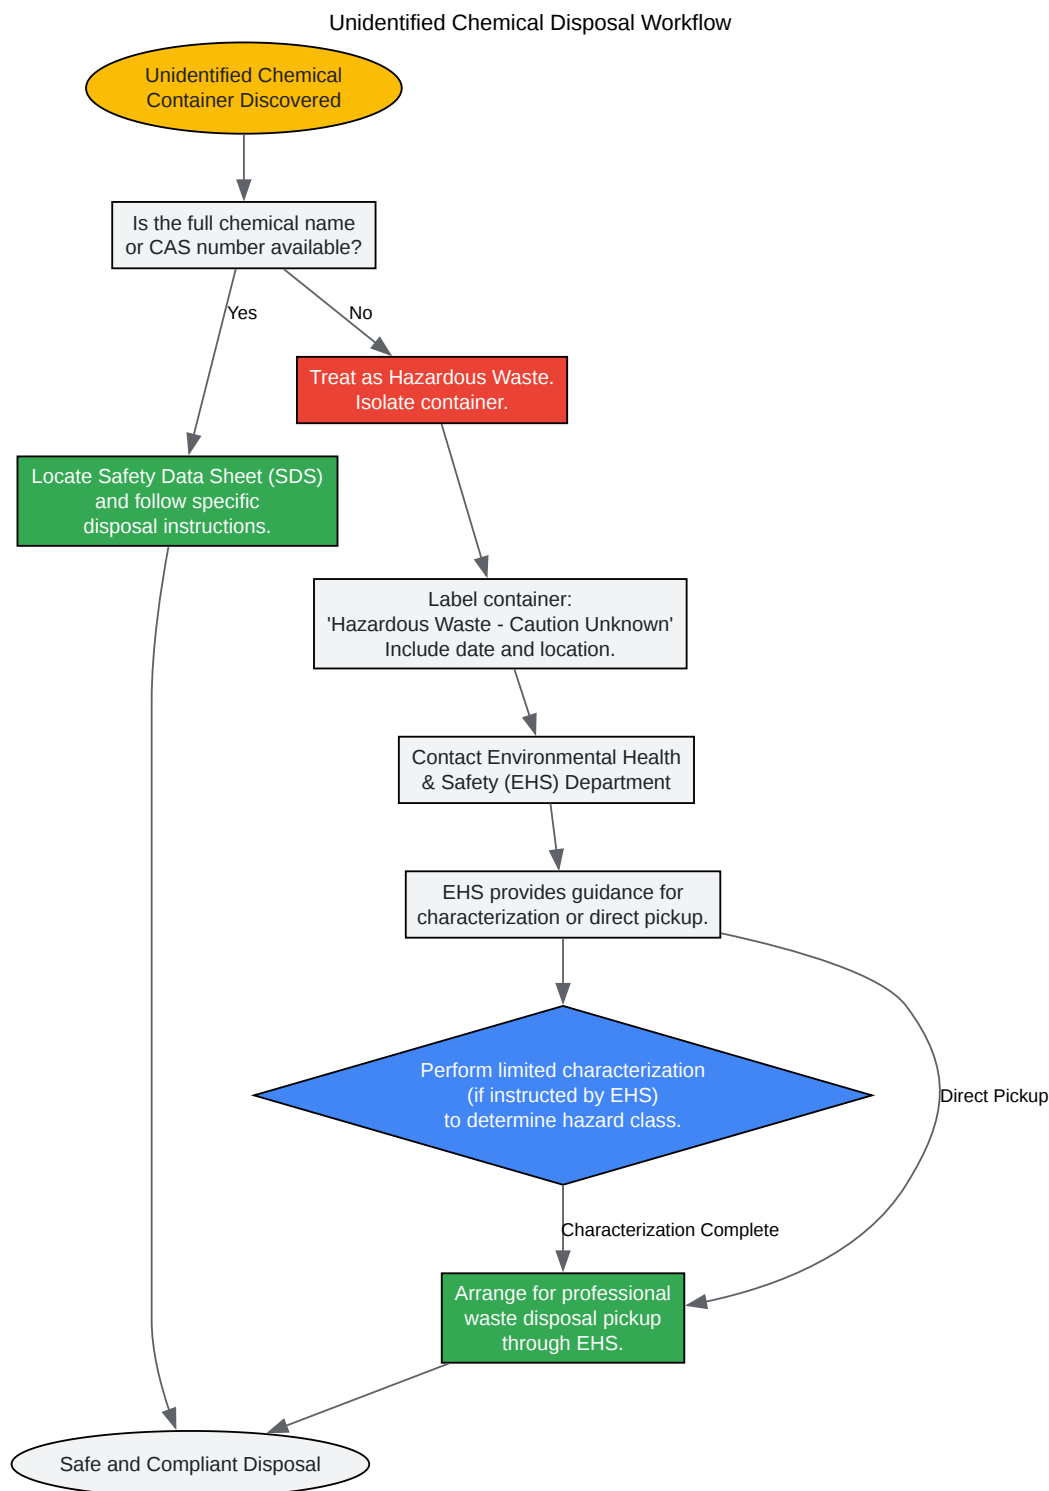 Unidentified Chemical Disposal Workflow
Unidentified Chemical
Container Discovered
Is the full chemical name
or CAS number available?
Yes
No
Treat as Hazardous Waste.
Isolate container.
Locate Safety Data Sheet (SDS)
and follow specific
disposal instructions.
Label container:
'Hazardous Waste - Caution Unknown'
Include date and location.
Contact Environmental Health
& Safety (EHS) Department
EHS provides guidance for
characterization or direct pickup.
Perform limited characterization
(if instructed by EHS)
to determine hazard class.
Direct Pickup
Characterization Complete
Arrange for professional
waste disposal pickup
through EHS.
Safe and Compliant Disposal